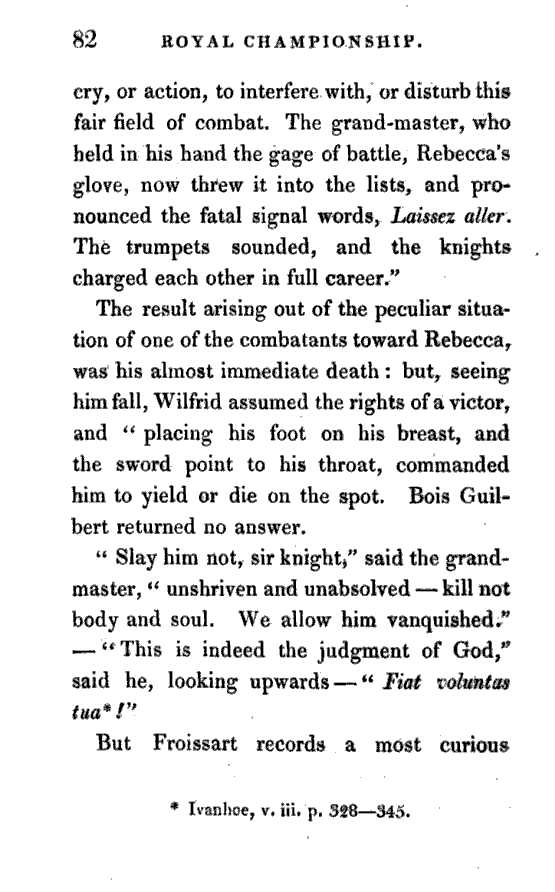 82 ROYAL CHAMPIONSHIP.
cry, or action, to interfere with, or disturb this
fair field of combat. The grand-master, who
held in his hand the gage of battle, Rebecca's
glove, now threw it into the lists, and pro-
nounced the fatal signal words, Laissez aller.
The trumpets sounded, and the knights
charged each other in full career."
The result arising out of the peculiar situa-
tion of one of the combatants toward Rebecca,
was his almost immediate death : but, seeing
him fall, Wilfrid assumed the rights of a victor,
and " placing his foot on his breast, and
the sword point to his throat, commanded
him to yield or die on the spot. Bois Guil-
bert returned no answer.
" Slay him not, sir knight," said the grand-
master, " unshriven and unabsolved — kill not
body and soul. We allow him vanquished."
— " This is indeed the judgment of God,"
said he, looking upwards — " Fiat voluntas
tua* !"
But Froissart records a most curious
* Ivanhoe, v. iii. p. 328—345.